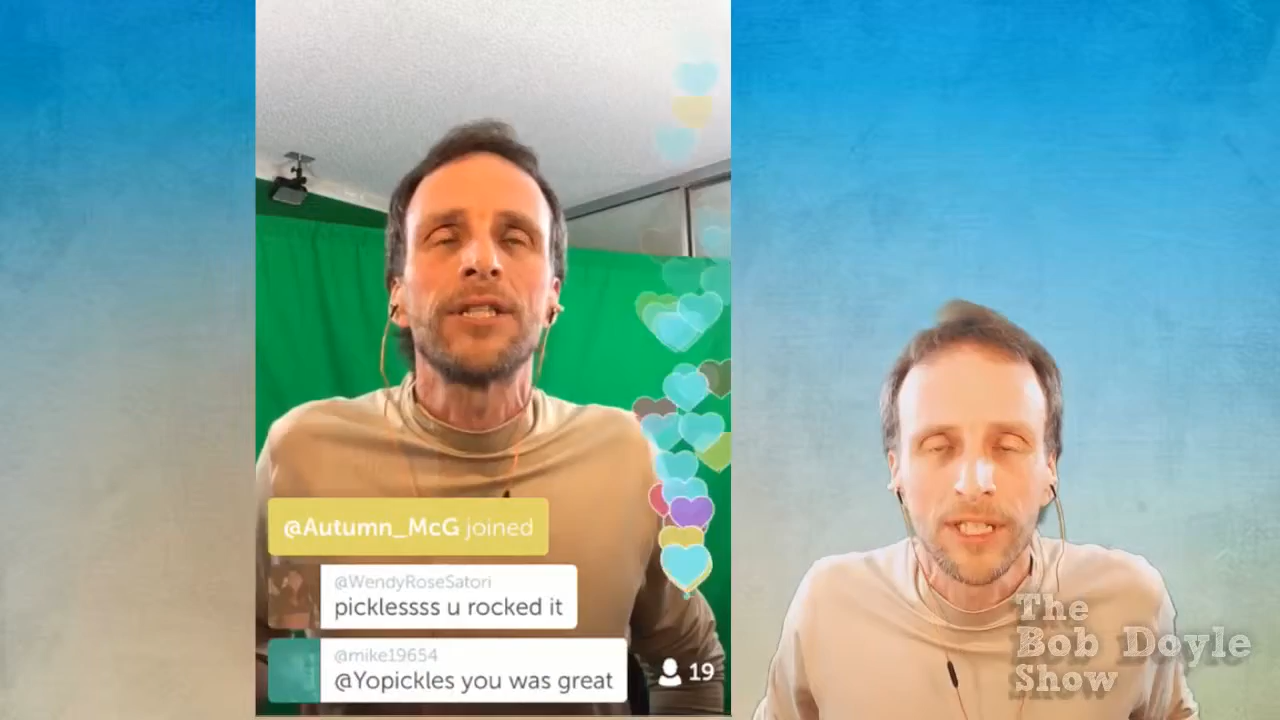 @Autumn_McG joined
@WendyRoseSatori
picklessss u rocked it
@mike19654
@Yopickles you was great
19
The
Bob Doyle
Show